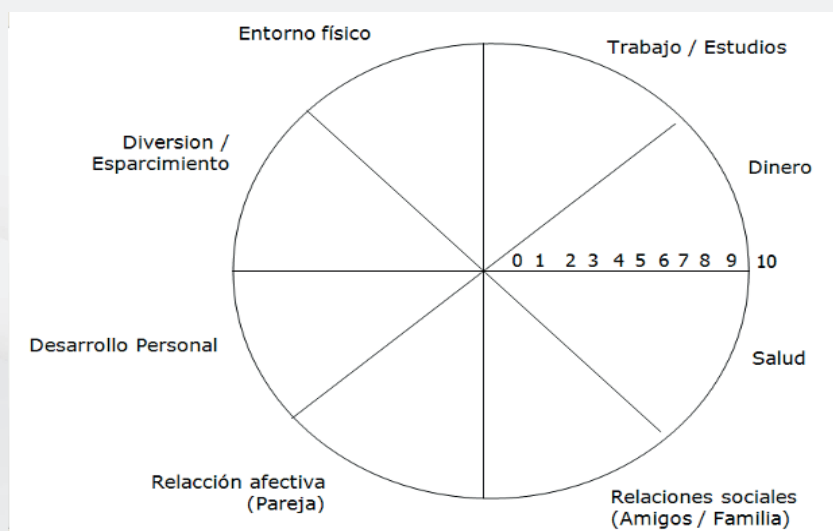 Entorno físico
Trabajo / Estudios
Diversion /
Esparcimiento
Dinero
0 1 2 3 4 5 6 7 8 9 10
Desarrollo Personal
Salud
Relacción afectiva
(Pareja)
Relaciones sociales
(Amigos / Familia)